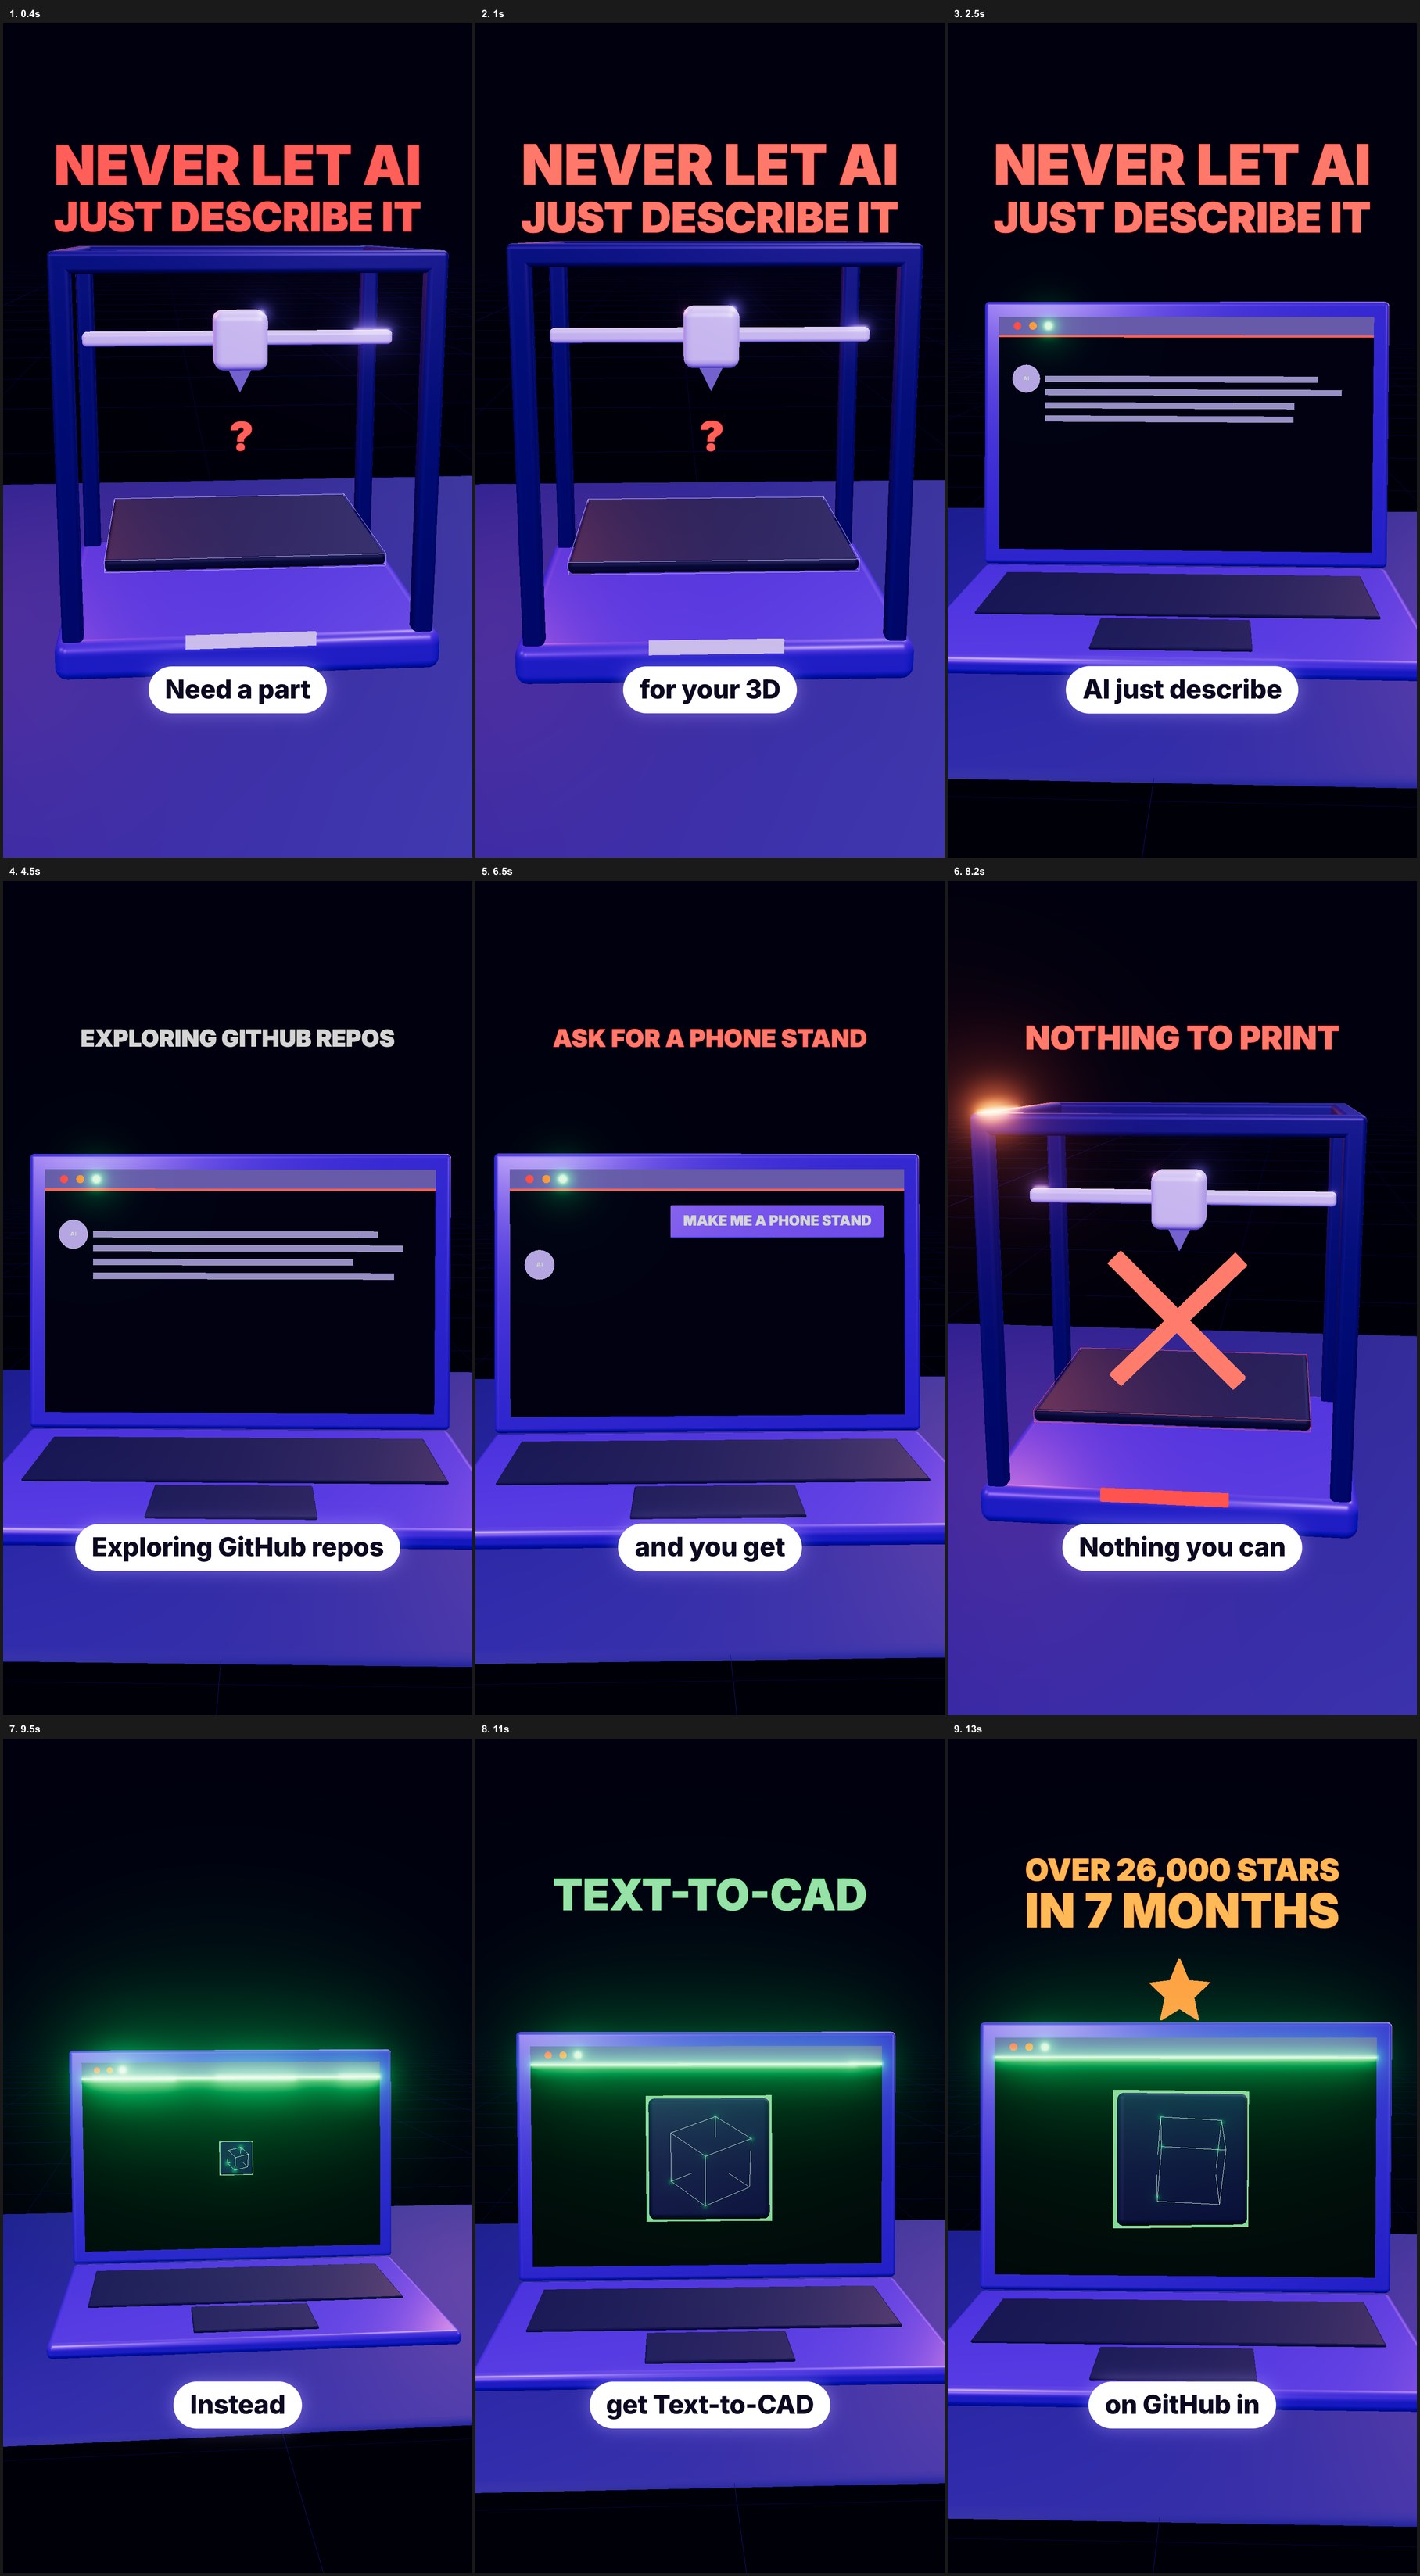 1. 0.4s
NEVER LET AI
JUST DESCRIBE IT
?
Need a part
2. 1s
NEVER LET AI
JUST DESCRIBE IT
?
for your 3D
3. 2.5s
NEVER LET AI
JUST DESCRIBE IT
AI
AI just describe
4. 4.5s
EXPLORING GITHUB REPOS
AI
Exploring GitHub repos
5. 6.5s
ASK FOR A PHONE STAND
MAKE ME A PHONE STAND
AI
and you get
6. 8.2s
NOTHING TO PRINT
Nothing you can
7. 9.5s
Instead
8. 11s
TEXT-TO-CAD
get Text-to-CAD
9. 13s
OVER 26,000 STARS
IN 7 MONTHS
on GitHub in